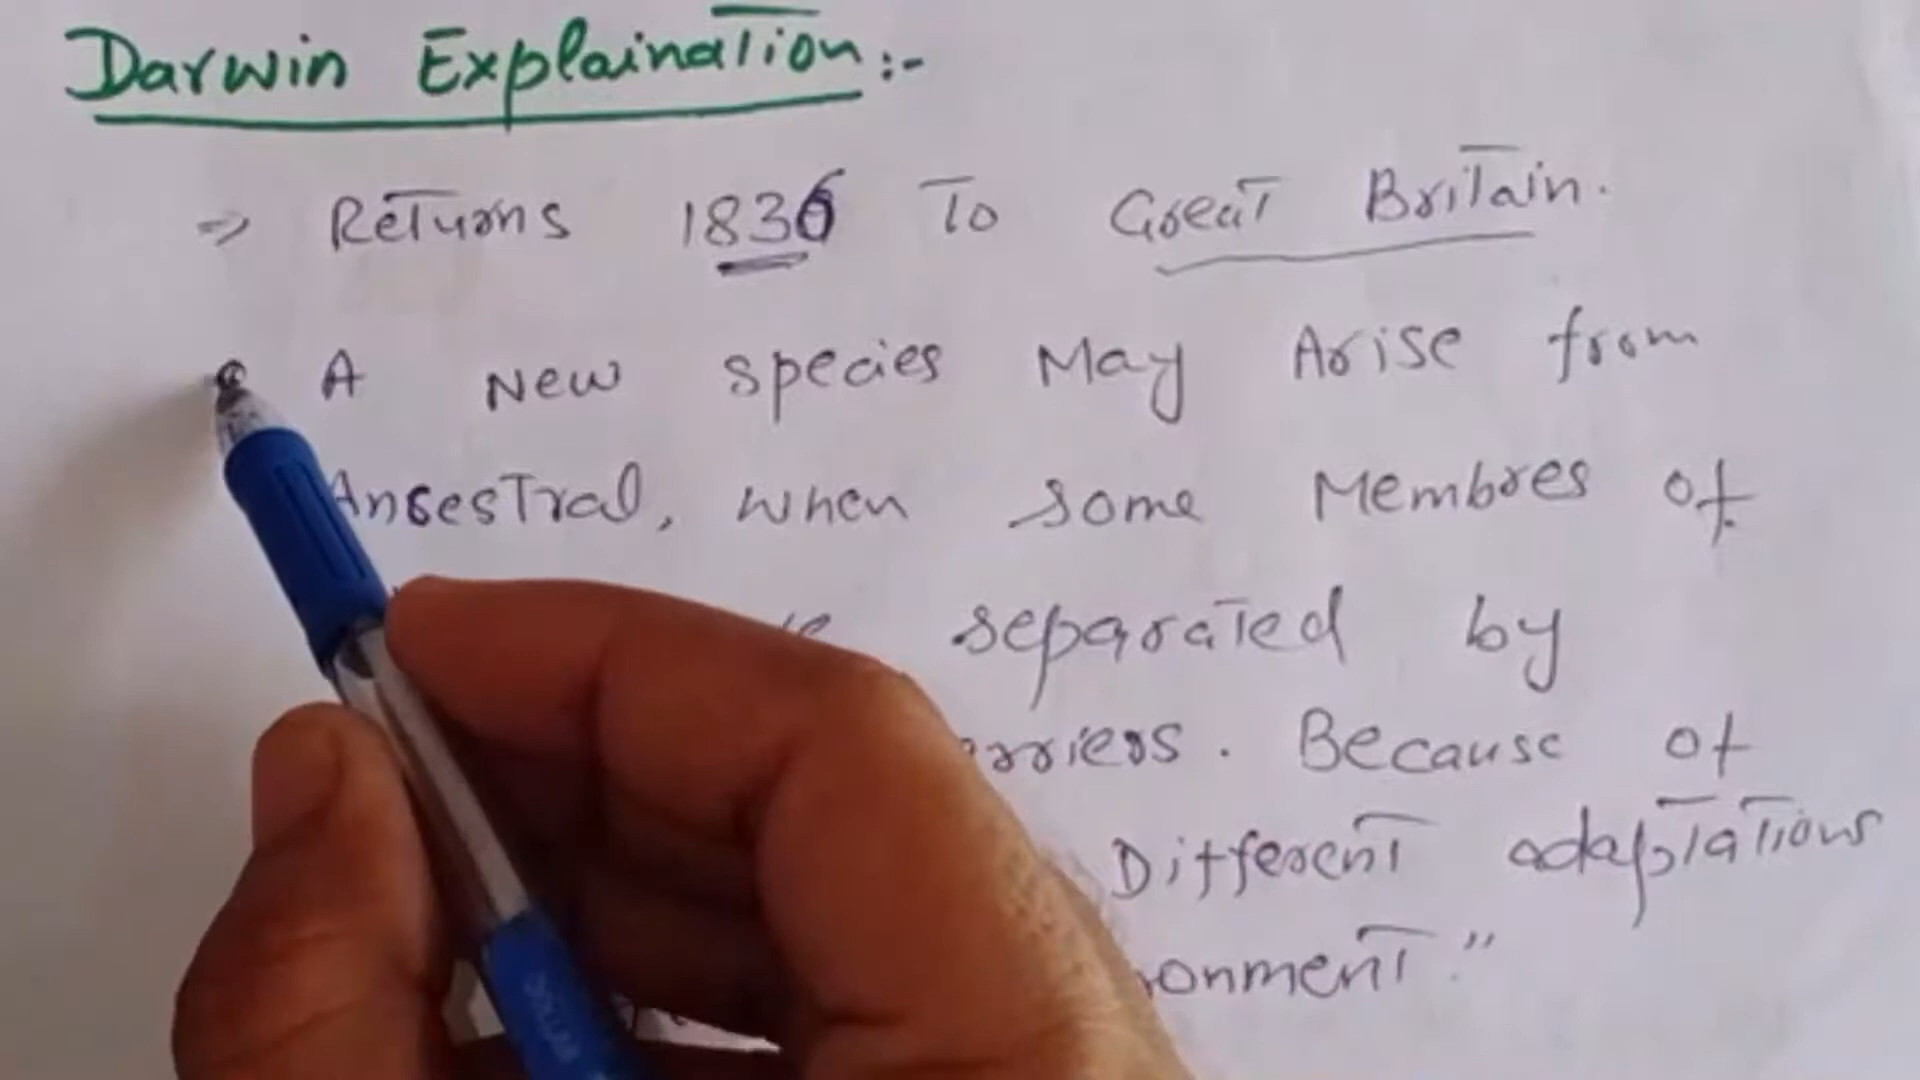 Darwin Explaination :-
=> Returns 1836 To Great Britain.
A New species May Arise from
Ansestral, when some Membres of
separated by
Because of
Different adaptations
"
DOLLAR